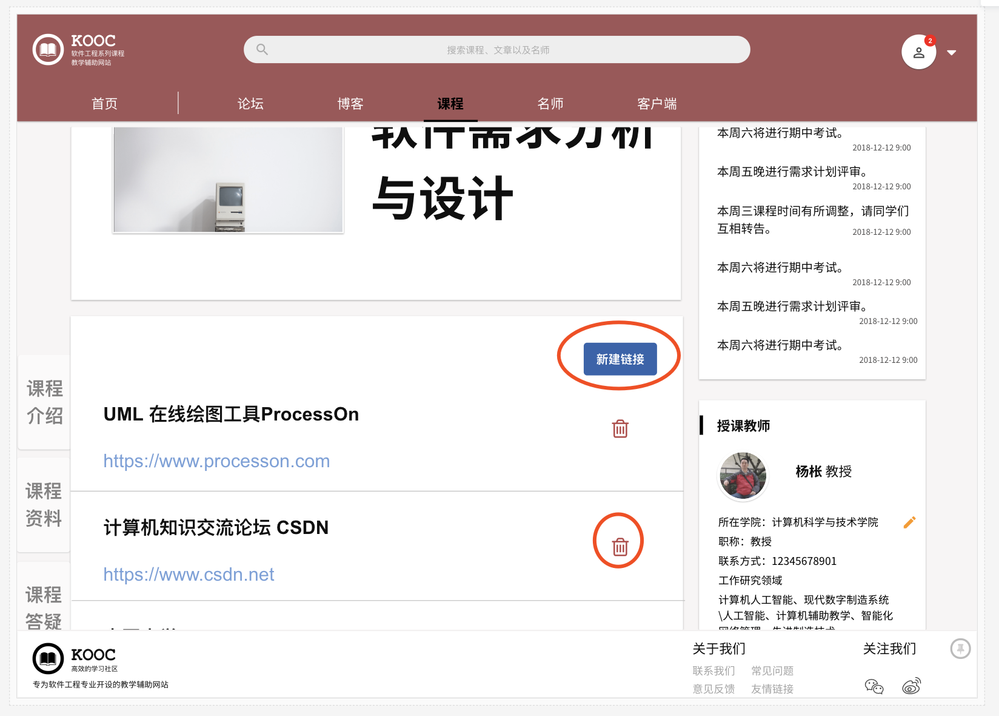 KOOC
软件工程系列课程
教学辅助网站
搜索课程、文章以及名师
2
首页
论坛
博客
课程
名师
客户端
软件需求分析
与设计
本周六将进行期中考试。
2018-12-12 9:00
本周五晚进行需求计划评审。
2018-12-12 9:00
本周三课程时间有所调整，请同学们
互相转告。
2018-12-12 9:00
本周六将进行期中考试。
2018-12-12 9:00
本周五晚进行需求计划评审。
2018-12-12 9:00
本周六将进行期中考试。
2018-12-12 9:00
课程
介绍
课程
资料
课程
答疑
新建链接
UML 在线绘图工具ProcessOn
https://www.processon.com
计算机知识交流论坛 CSDN
https://www.csdn.net
授课教师
杨枨 教授
所在学院：计算机科学与技术学院
职称：教授
联系方式：12345678901
工作研究领域
计算机人工智能、现代数字制造系统
\人工智能、计算机辅助教学、智能化
KOOC
高效的学习社区
专为软件工程专业开设的教学辅助网站
关于我们
联系我们 常见问题
意见反馈 友情链接
关注我们